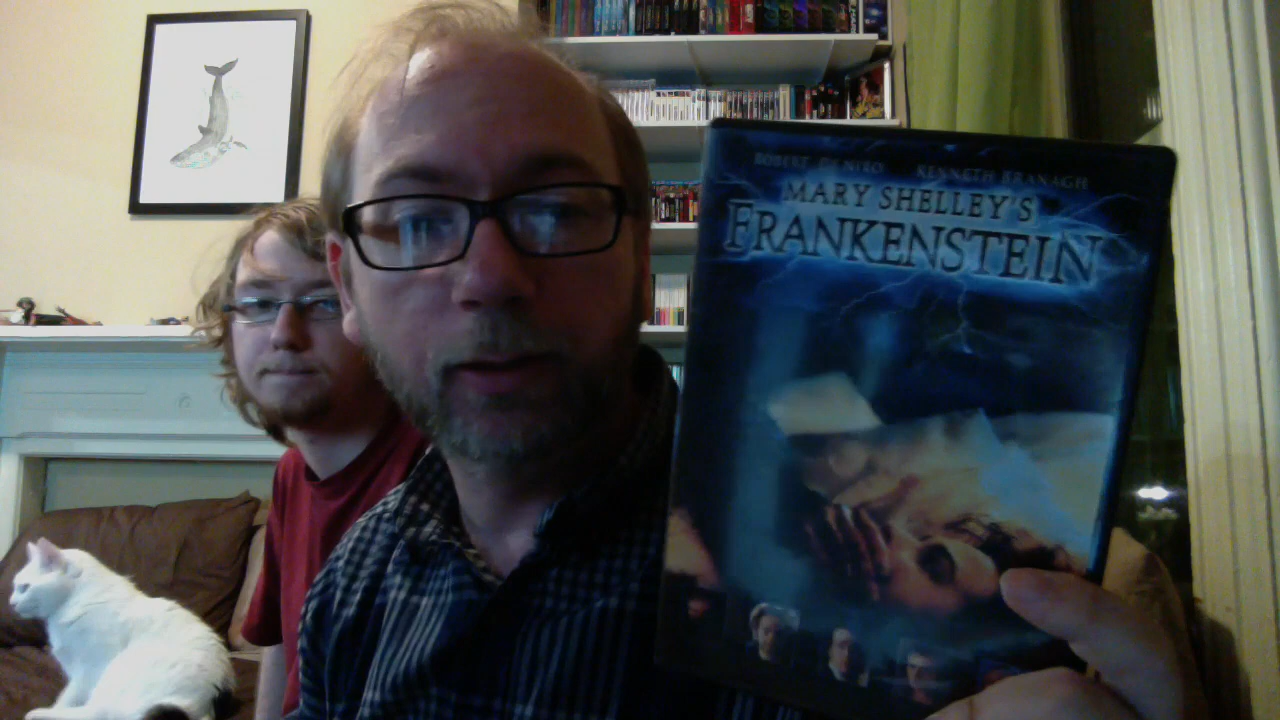 ROBERT DE NIRO KENNETH BRANAGH
MARY SHELLEY'S
FRANKENSTEIN